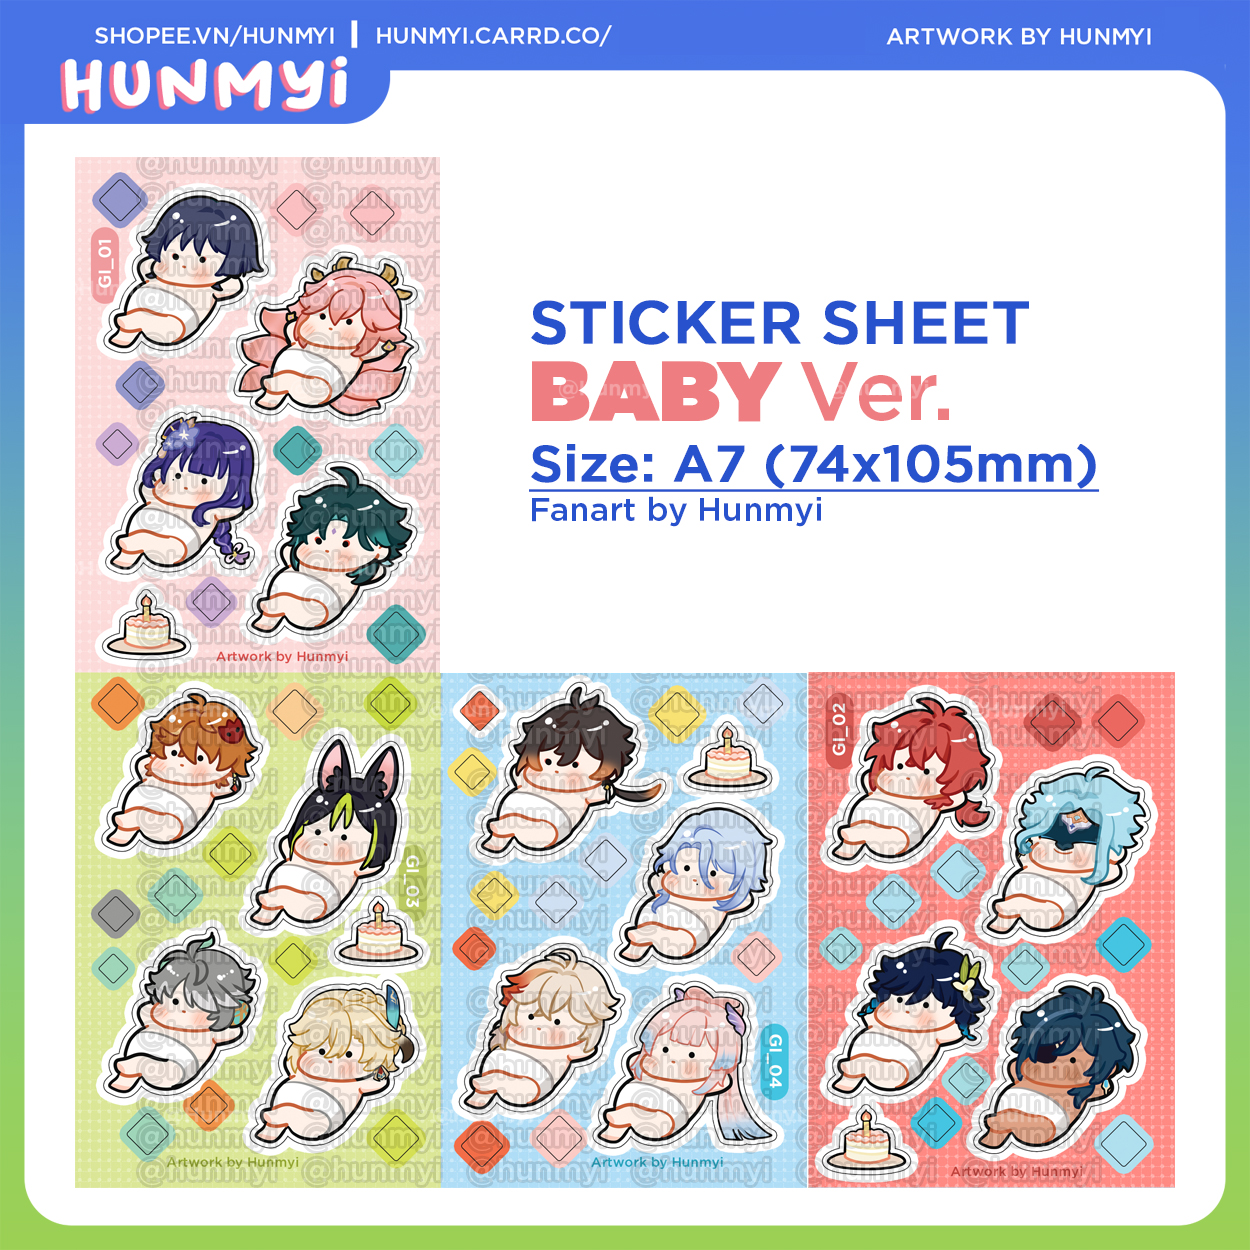 SHOPEE.VN/HUNMYI | HUNMYI.CARRD.CO/
ARTWORK BY HUNMYI
HUNMYi
STICKER SHEET
BABY Ver.
Size: A7 (74x105mm)
Fanart by Hunmyi
GI_01
Artwork by Hunmyi
GI_03
Artwork by Hunmyi
GI_04
Artwork by Hunmyi
GI_02
Artwork by Hunmyi
@hunmyi